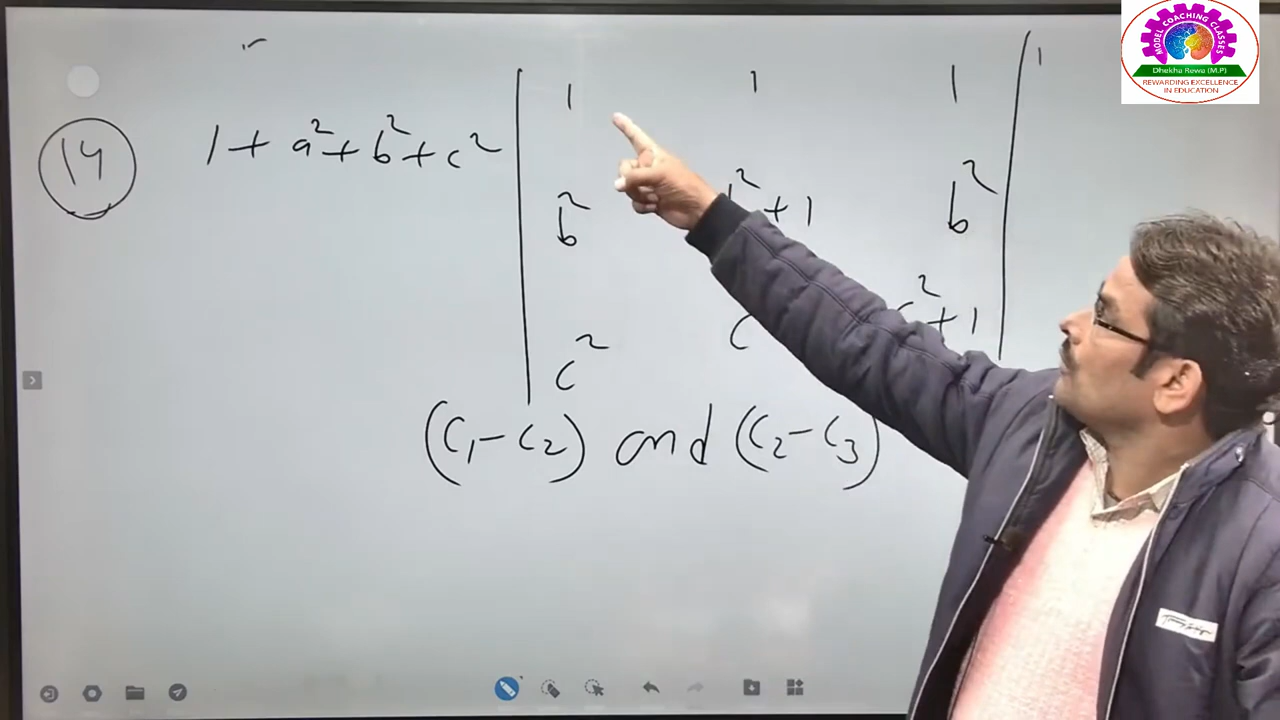 14
1 + a² + b² + c² | 1 1 1 |
b² b² + 1 b²
c² c c² + 1
(C₁ - C₂) and (C₂ - C₃)
MODEL COACHING CLASSES
Dhekha Rewa (M.P)
REWARDING EXCELLENCE
IN EDUCATION